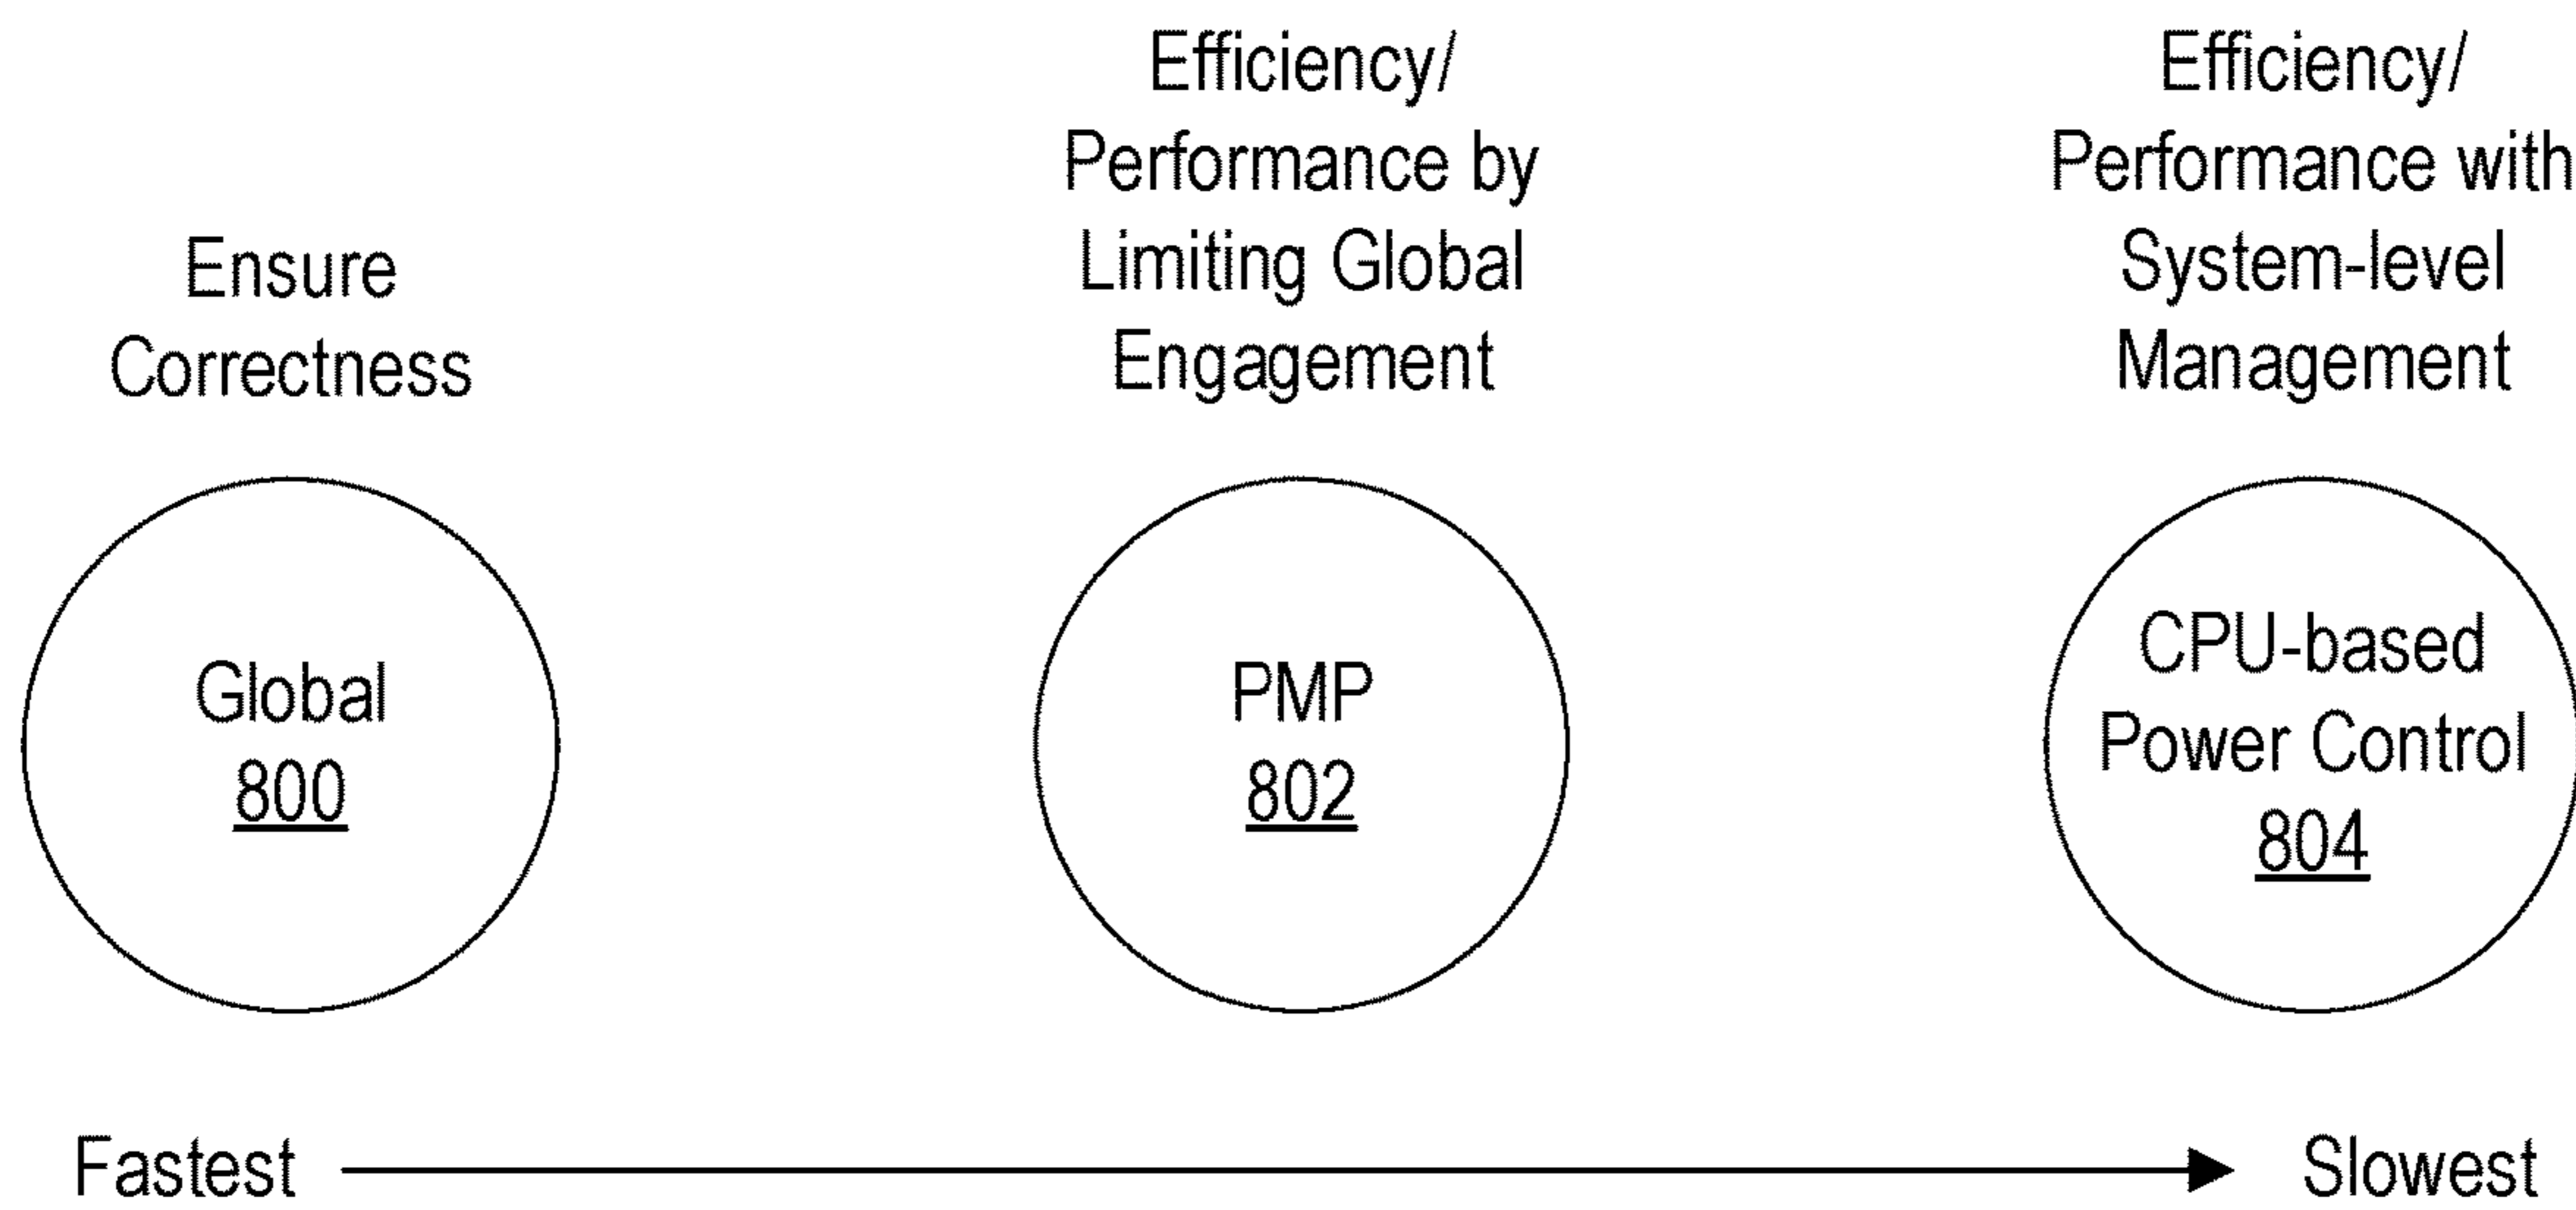 Ensure
Correctness
Efficiency/
Performance by
Limiting Global
Engagement
Efficiency/
Performance with
System-level
Management
Global
800
PMP
802
CPU-based
Power Control
804
Fastest
Slowest